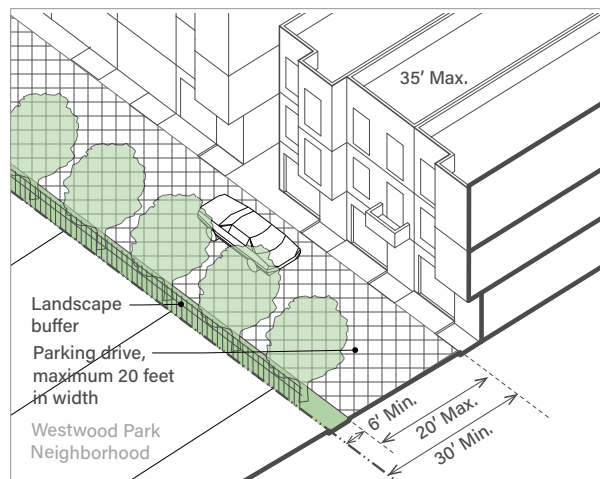 35’ Max.
Landscape
buffer
Parking drive,
maximum 20 feet
in width
Westwood Park
Neighborhood
6’ Min.
20’ Max.
30’ Min.